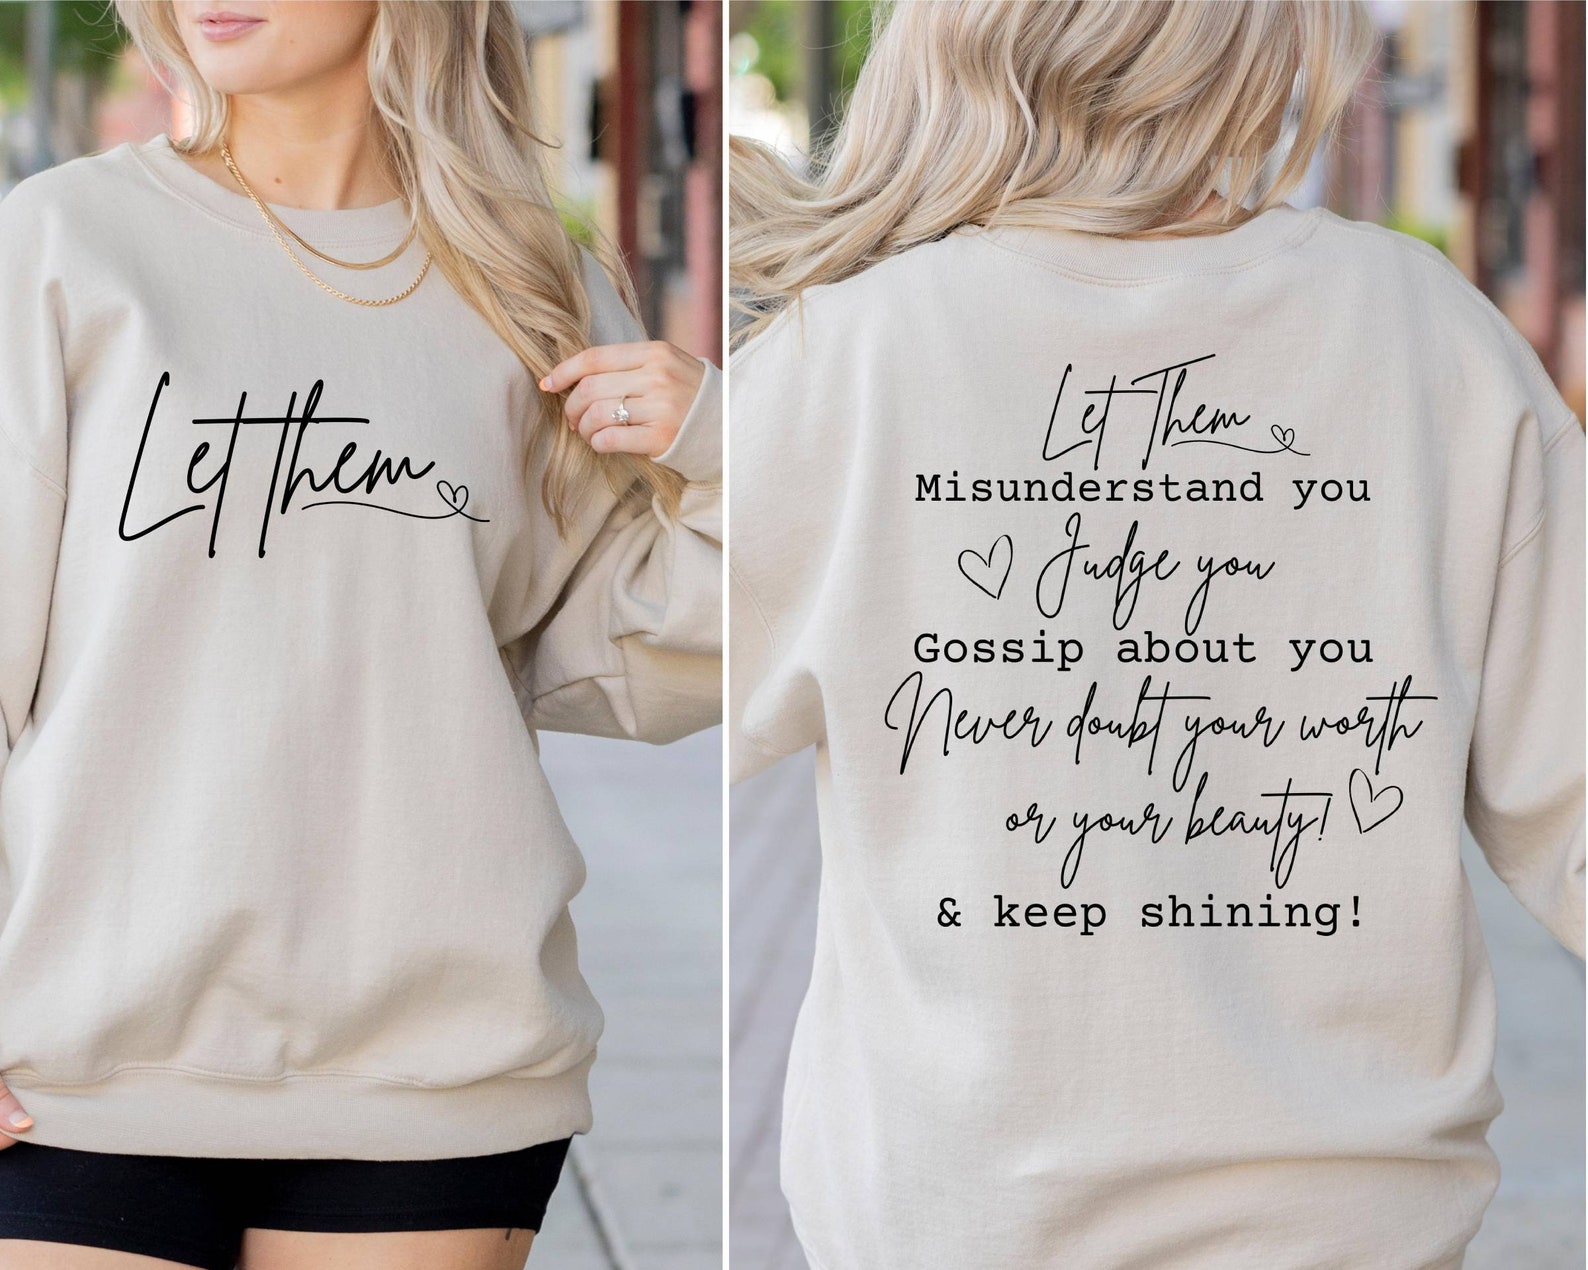 Let them
Let Them
Misunderstand you
Judge you
Gossip about you
Never doubt your worth
or your beauty!
& keep shining!